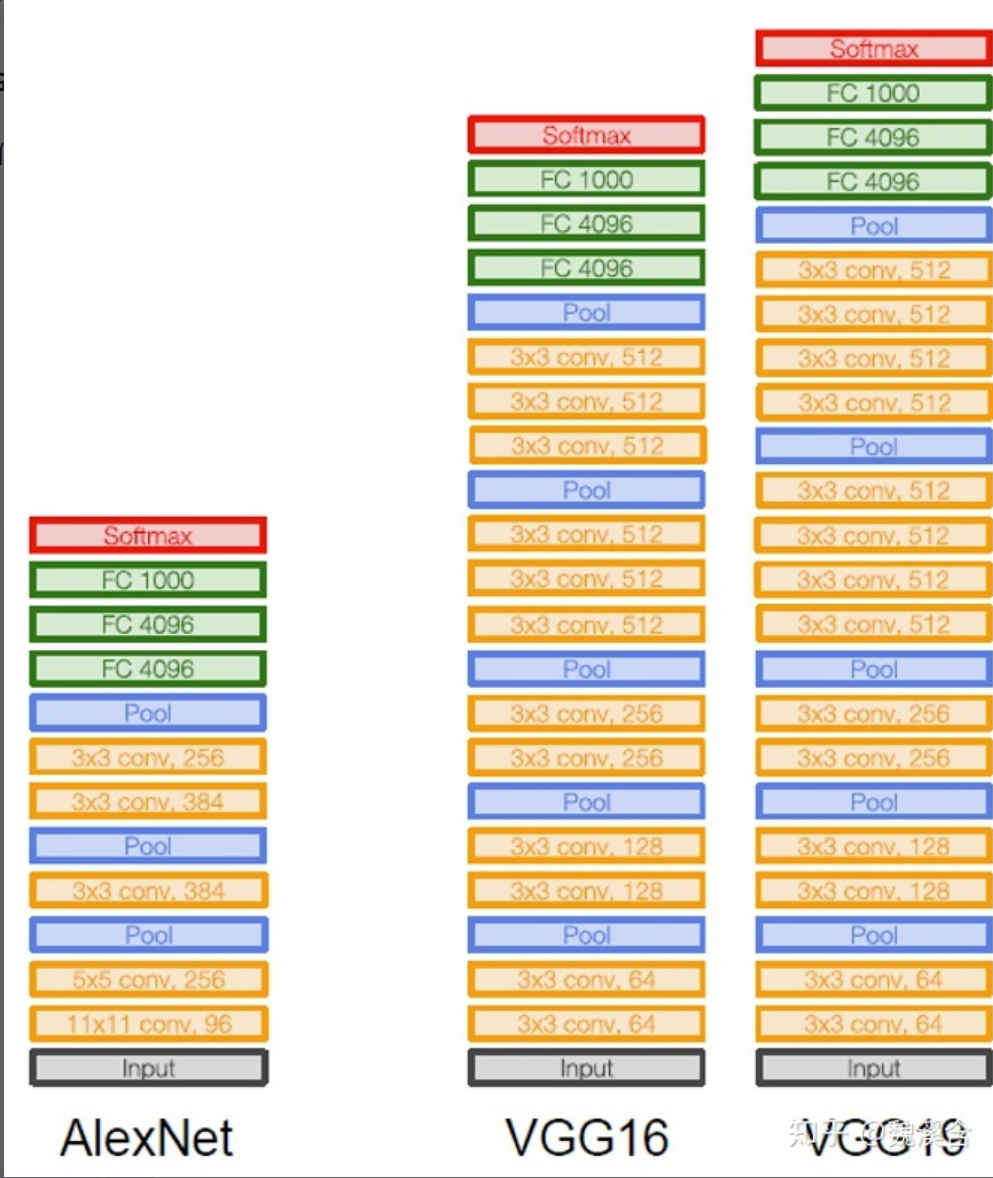 Softmax
FC 1000
FC 4096
FC 4096
Pool
3x3 conv, 256
3x3 conv, 384
Pool
3x3 conv, 384
Pool
5x5 conv, 256
11x11 conv, 96
Input
AlexNet
Softmax
FC 1000
FC 4096
FC 4096
Pool
3x3 conv, 512
3x3 conv, 512
3x3 conv, 512
Pool
3x3 conv, 512
3x3 conv, 512
3x3 conv, 512
Pool
3x3 conv, 256
3x3 conv, 256
Pool
3x3 conv, 128
3x3 conv, 128
Pool
3x3 conv, 64
3x3 conv, 64
Input
VGG16
Softmax
FC 1000
FC 4096
FC 4096
Pool
3x3 conv, 512
3x3 conv, 512
3x3 conv, 512
3x3 conv, 512
Pool
3x3 conv, 512
3x3 conv, 512
3x3 conv, 512
3x3 conv, 512
Pool
3x3 conv, 256
3x3 conv, 256
Pool
3x3 conv, 128
3x3 conv, 128
Pool
3x3 conv, 64
3x3 conv, 64
Input
VGG19
知乎 @魏溪含